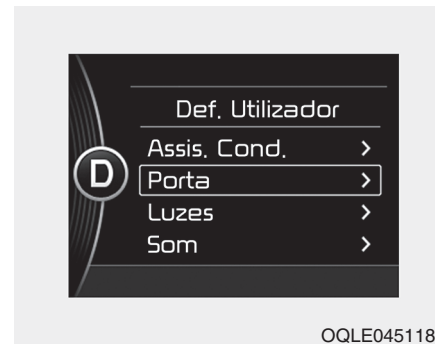 Def. Utilizador
Assis. Cond. >
D
Porta >
Luzes >
Som >
OQLE045118